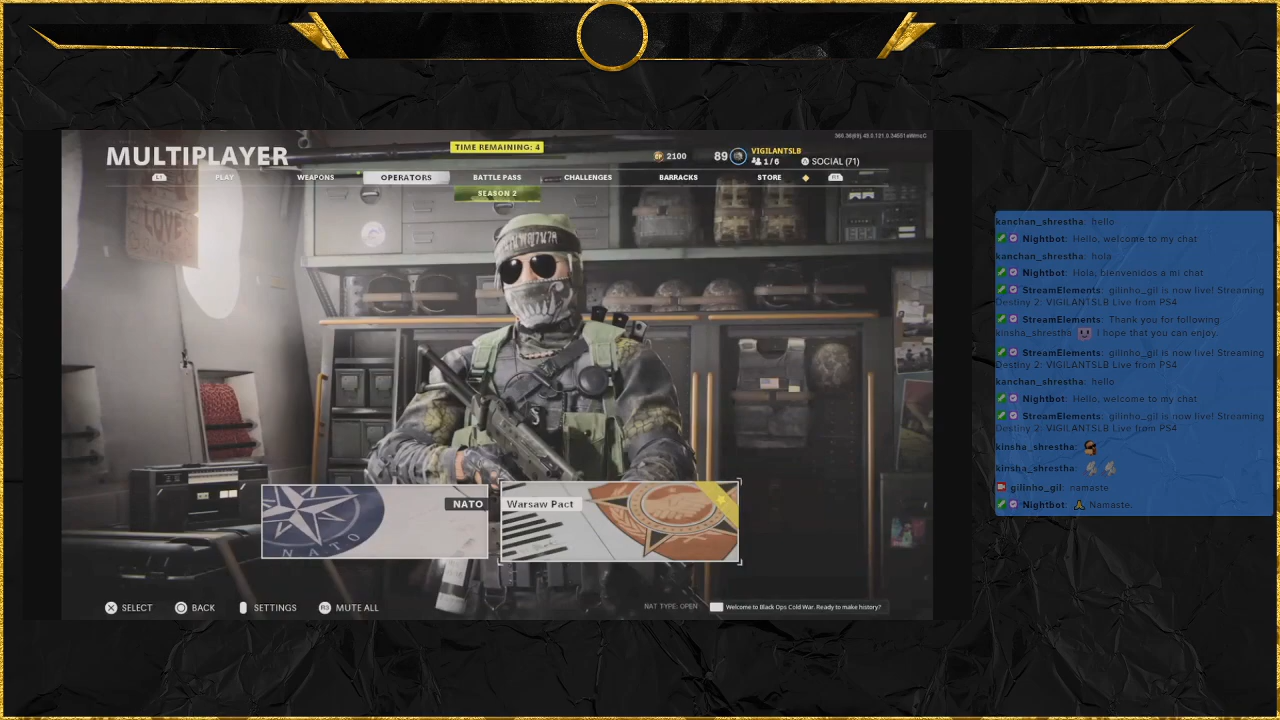 MULTIPLAYER
TIME REMAINING: 4
2100
89
VIGILANTSLB
1/6
SOCIAL (71)
L1
PLAY
WEAPONS
OPERATORS
BATTLE PASS
CHALLENGES
BARRACKS
STORE
R1
SEASON 2
LOVE
NATO
NATO
Warsaw Pact
SELECT
BACK
SETTINGS
R3 MUTE ALL
NAT TYPE: OPEN
Welcome to Black Ops Cold War. Ready to make history?
kanchan_shrestha: hello
Nightbot: Hello, welcome to my chat
kanchan_shrestha: hola
Nightbot: Hola, bienvenidos a mi chat
StreamElements: gilinho_gil is now live! Streaming
Destiny 2: VIGILANTSLB Live from PS4
StreamElements: Thank you for following
kinsha_shrestha I hope that you can enjoy.
StreamElements: gilinho_gil is now live! Streaming
Destiny 2: VIGILANTSLB Live from PS4
kanchan_shrestha: hello
Nightbot: Hello, welcome to my chat
StreamElements: gilinho_gil is now live! Streaming
Destiny 2: VIGILANTSLB Live from PS4
kinsha_shrestha:
kinsha_shrestha:
gilinho_gil: namaste
Nightbot: Namaste.